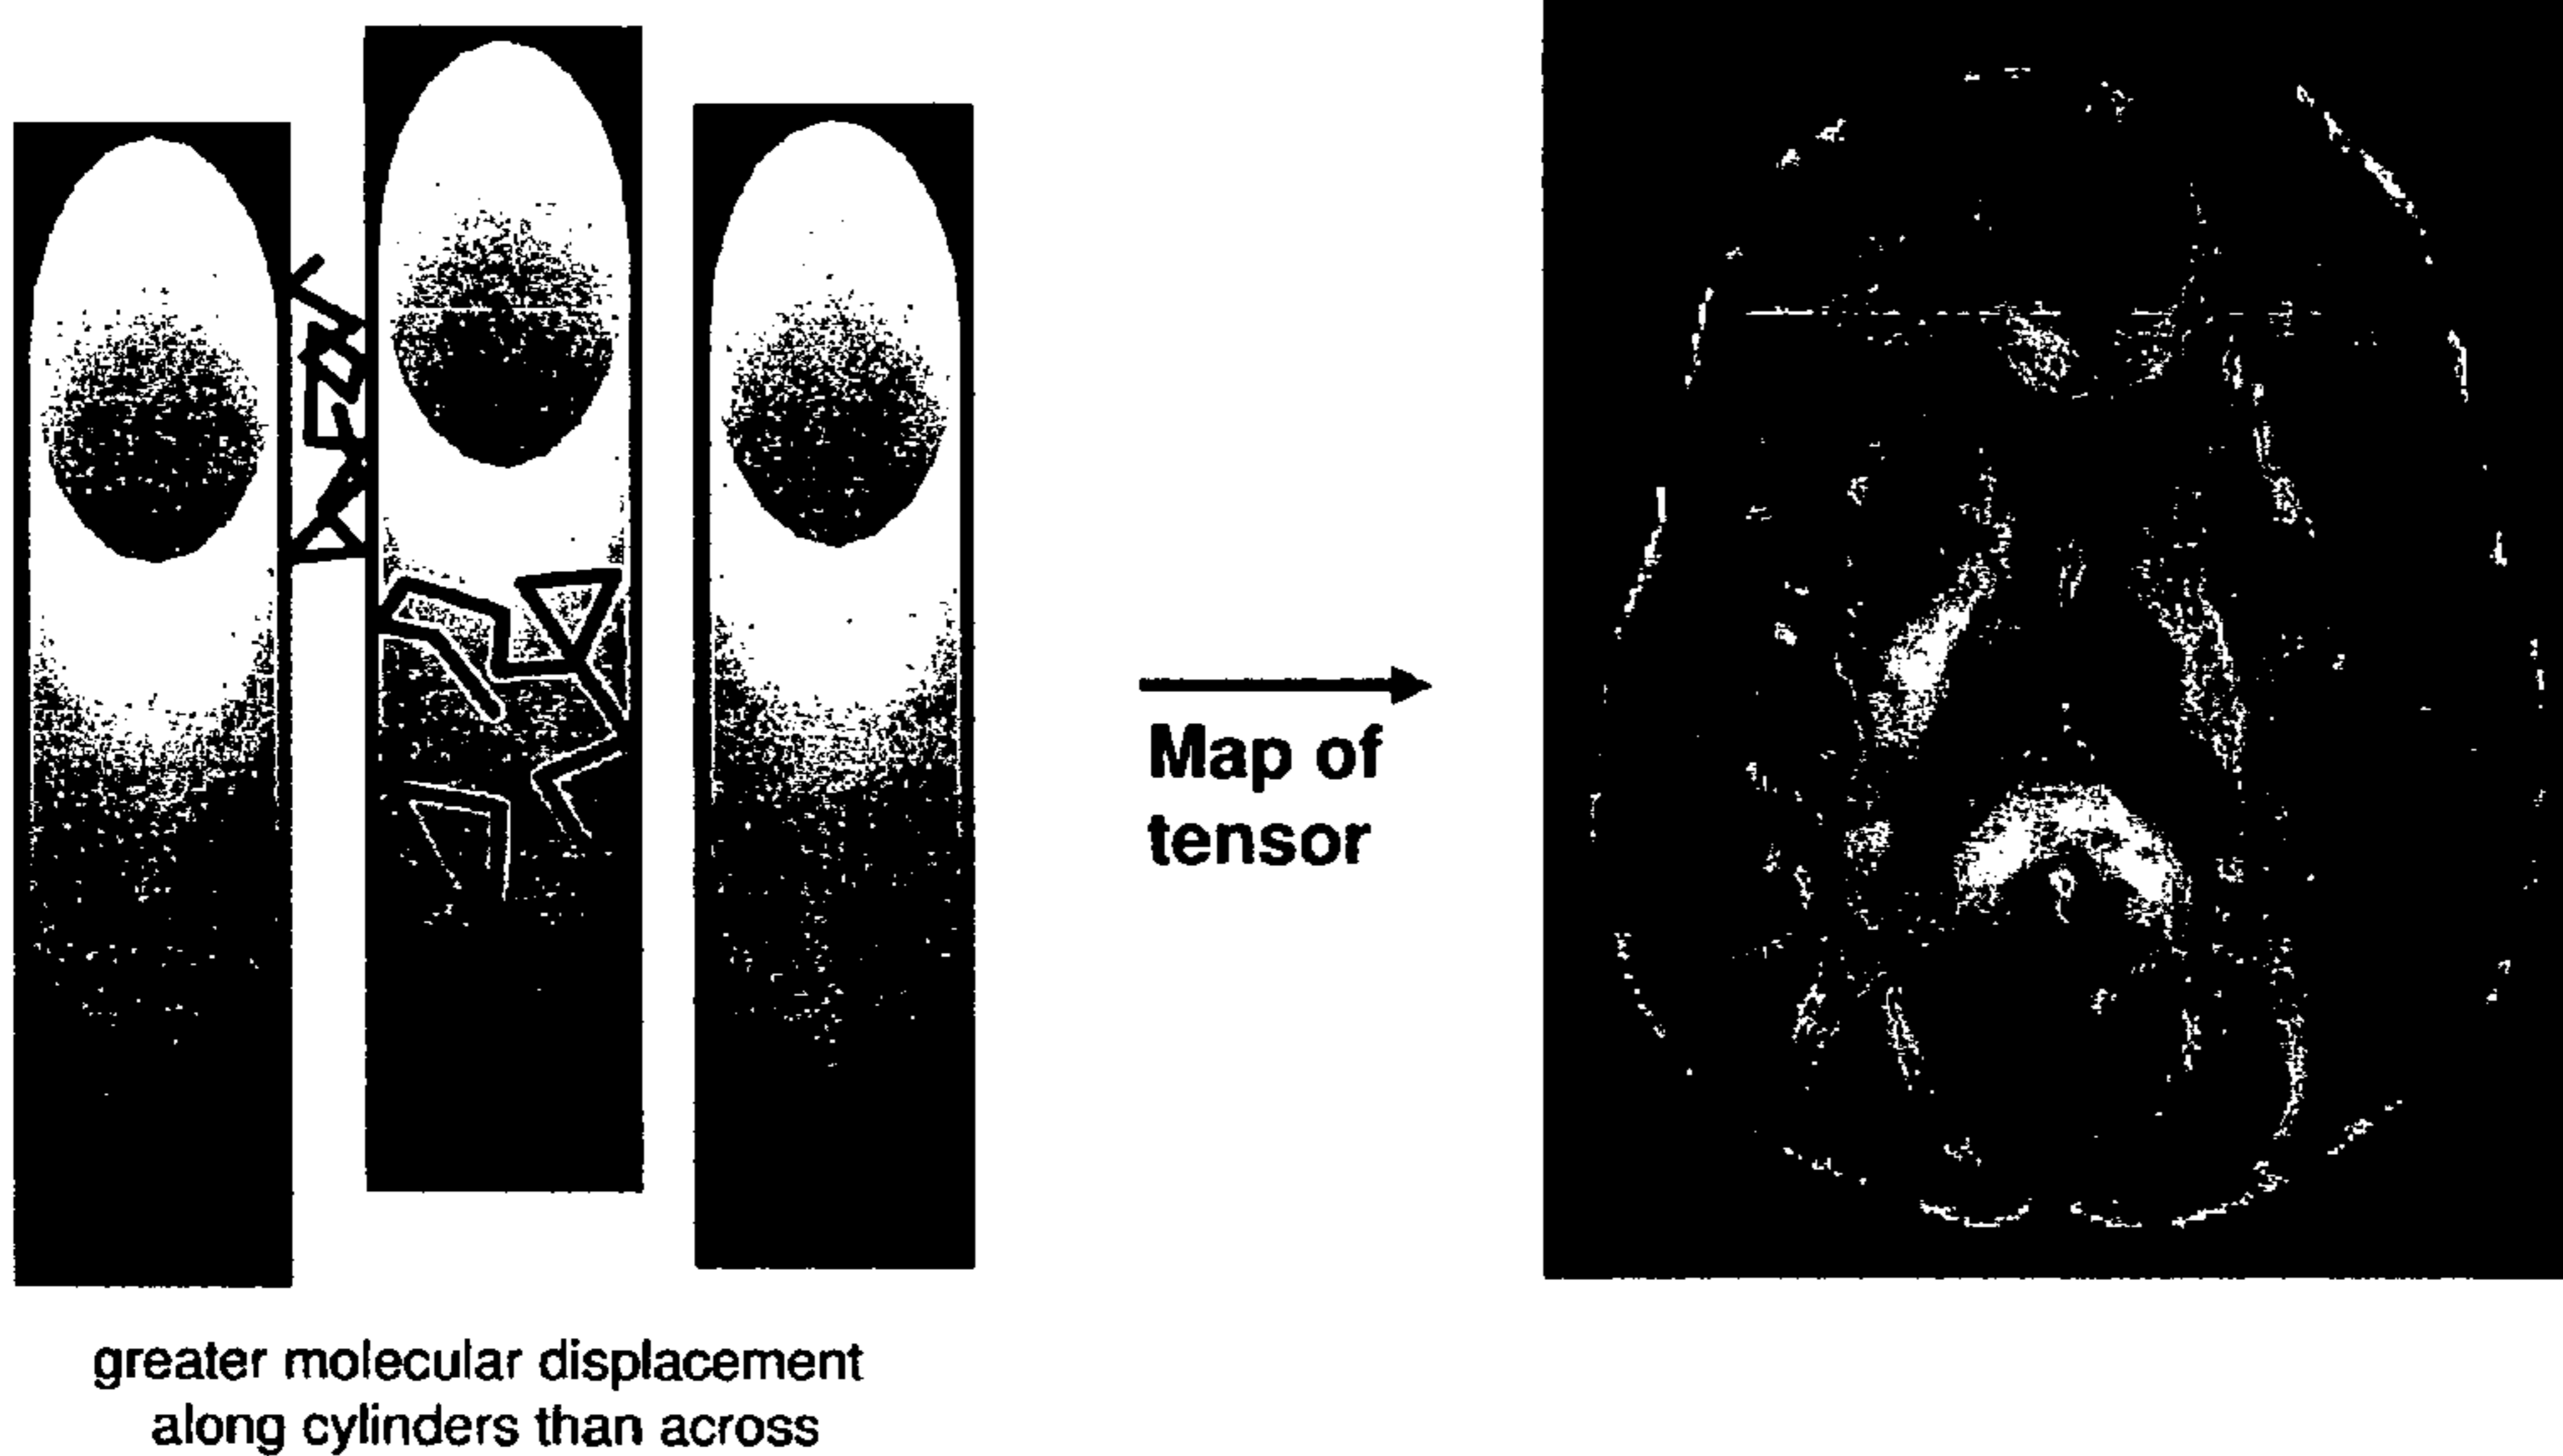 Map of
tensor
greater molecular displacement
along cylinders than across